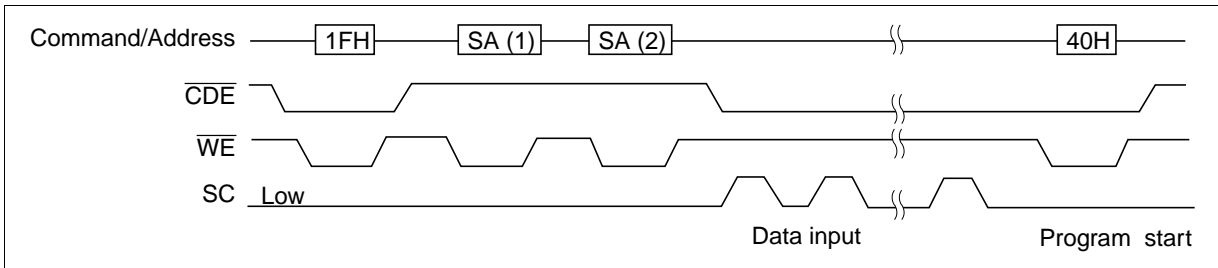 Command/Address 1FH SA (1) SA (2) 40H
CDE
WE
SC Low
Data input Program start